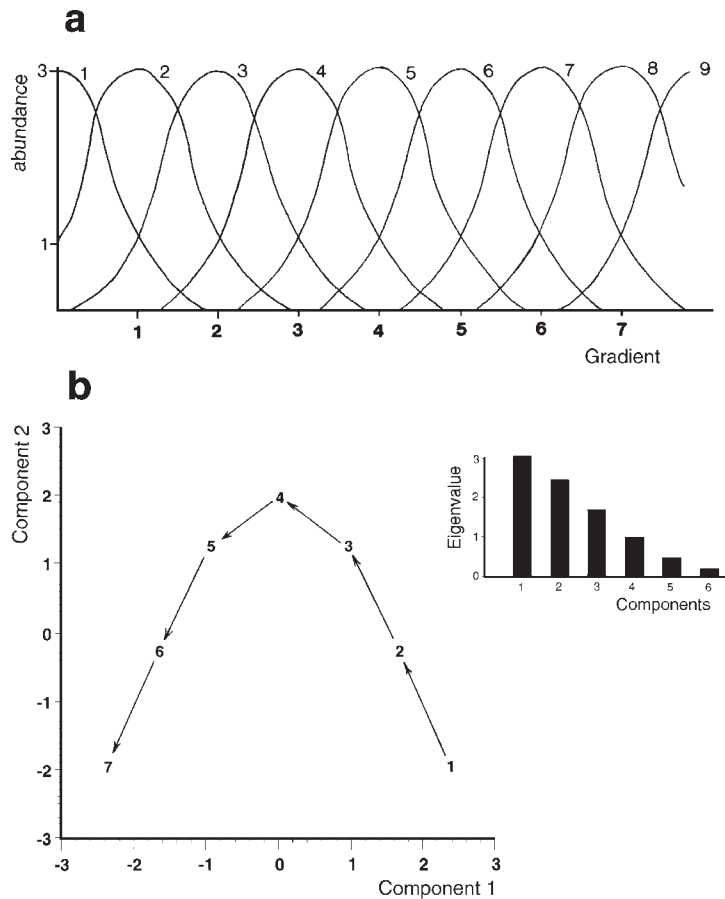 a
abundance
3 1 2 3 4 5 6 7 8 9
1
1 2 3 4 5 6 7
Gradient
b
Component 2
3
2
1
0
-1
-2
-3
4
5 3
6 2
7 1
-3 -2 -1 0 1 2 3
Component 1
Eigenvalue
3
2
1
0
1 2 3 4 5 6
Components